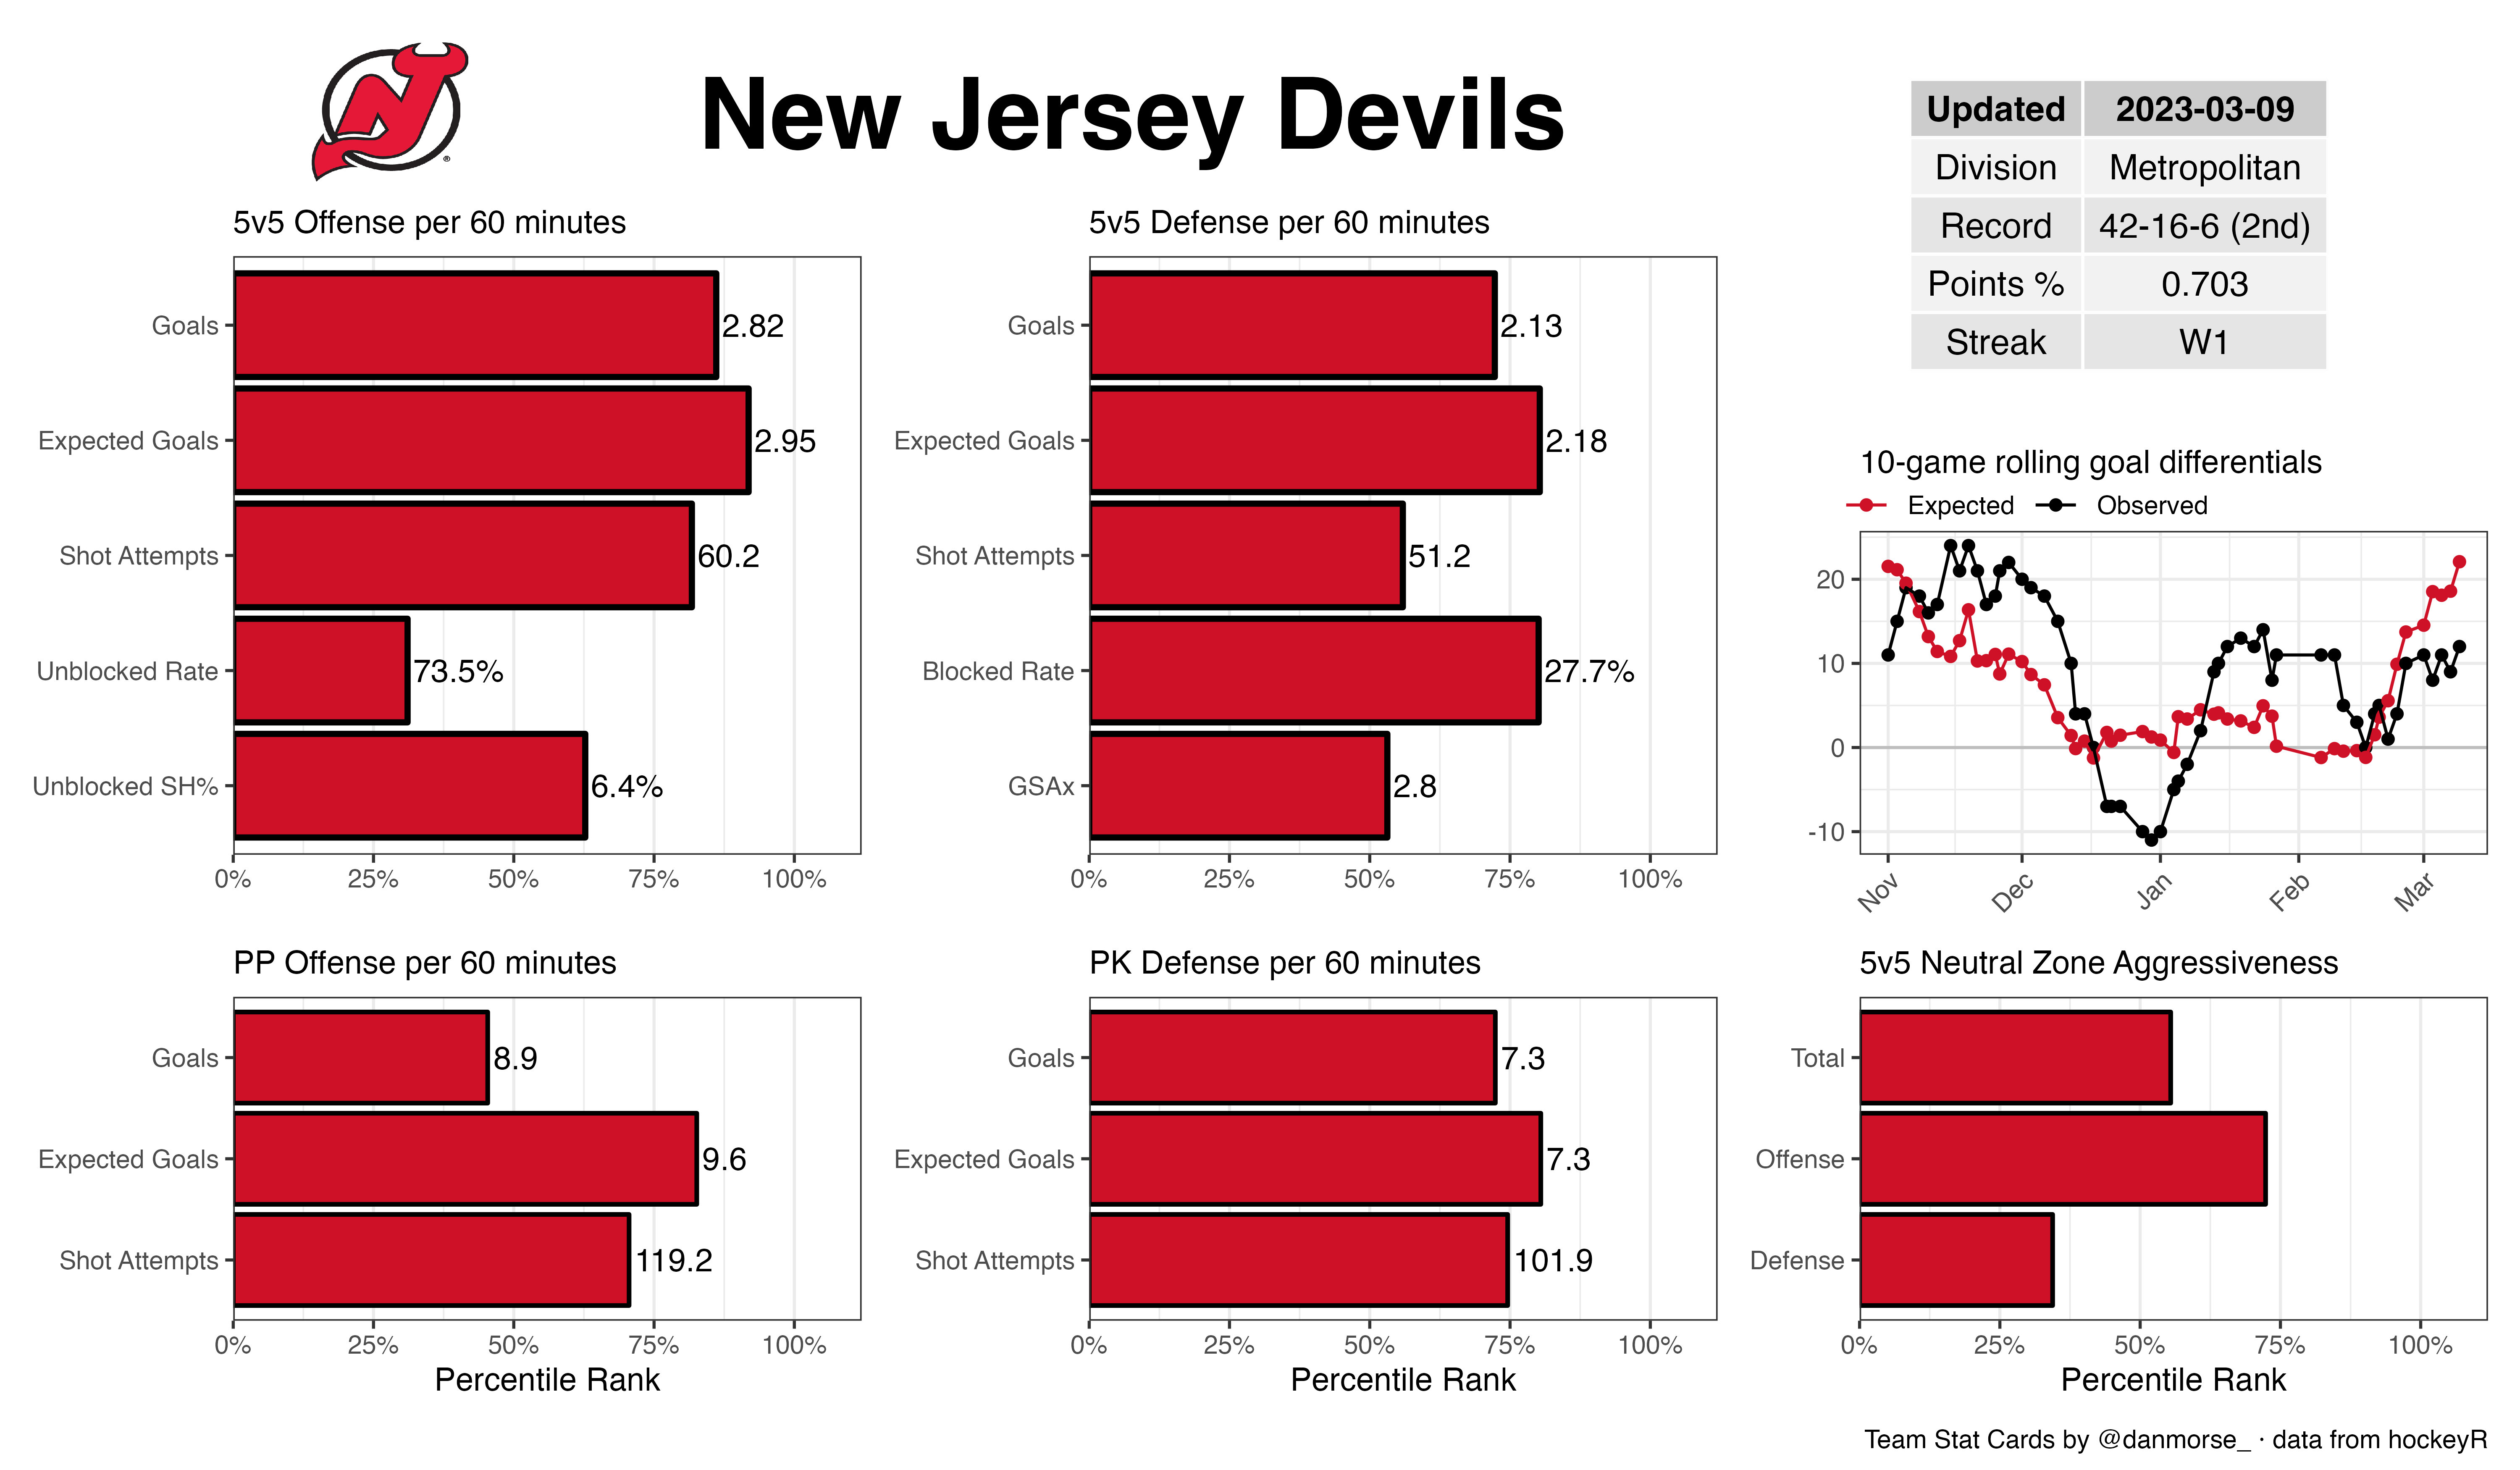 New Jersey Devils
Updated 2023-03-09
Division Metropolitan
Record 42-16-6 (2nd)
Points % 0.703
Streak W1
5v5 Offense per 60 minutes
Goals 2.82
Expected Goals 2.95
Shot Attempts 60.2
Unblocked Rate 73.5%
Unblocked SH% 6.4%
0% 25% 50% 75% 100%
5v5 Defense per 60 minutes
Goals 2.13
Expected Goals 2.18
Shot Attempts 51.2
Blocked Rate 27.7%
GSAx 2.8
0% 25% 50% 75% 100%
10-game rolling goal differentials
Expected Observed
20
10
0
-10
Nov Dec Jan Feb Mar
PP Offense per 60 minutes
Goals 8.9
Expected Goals 9.6
Shot Attempts 119.2
0% 25% 50% 75% 100%
Percentile Rank
PK Defense per 60 minutes
Goals 7.3
Expected Goals 7.3
Shot Attempts 101.9
0% 25% 50% 75% 100%
Percentile Rank
5v5 Neutral Zone Aggressiveness
Total
Offense
Defense
0% 25% 50% 75% 100%
Percentile Rank
Team Stat Cards by @danmorse_ · data from hockeyR